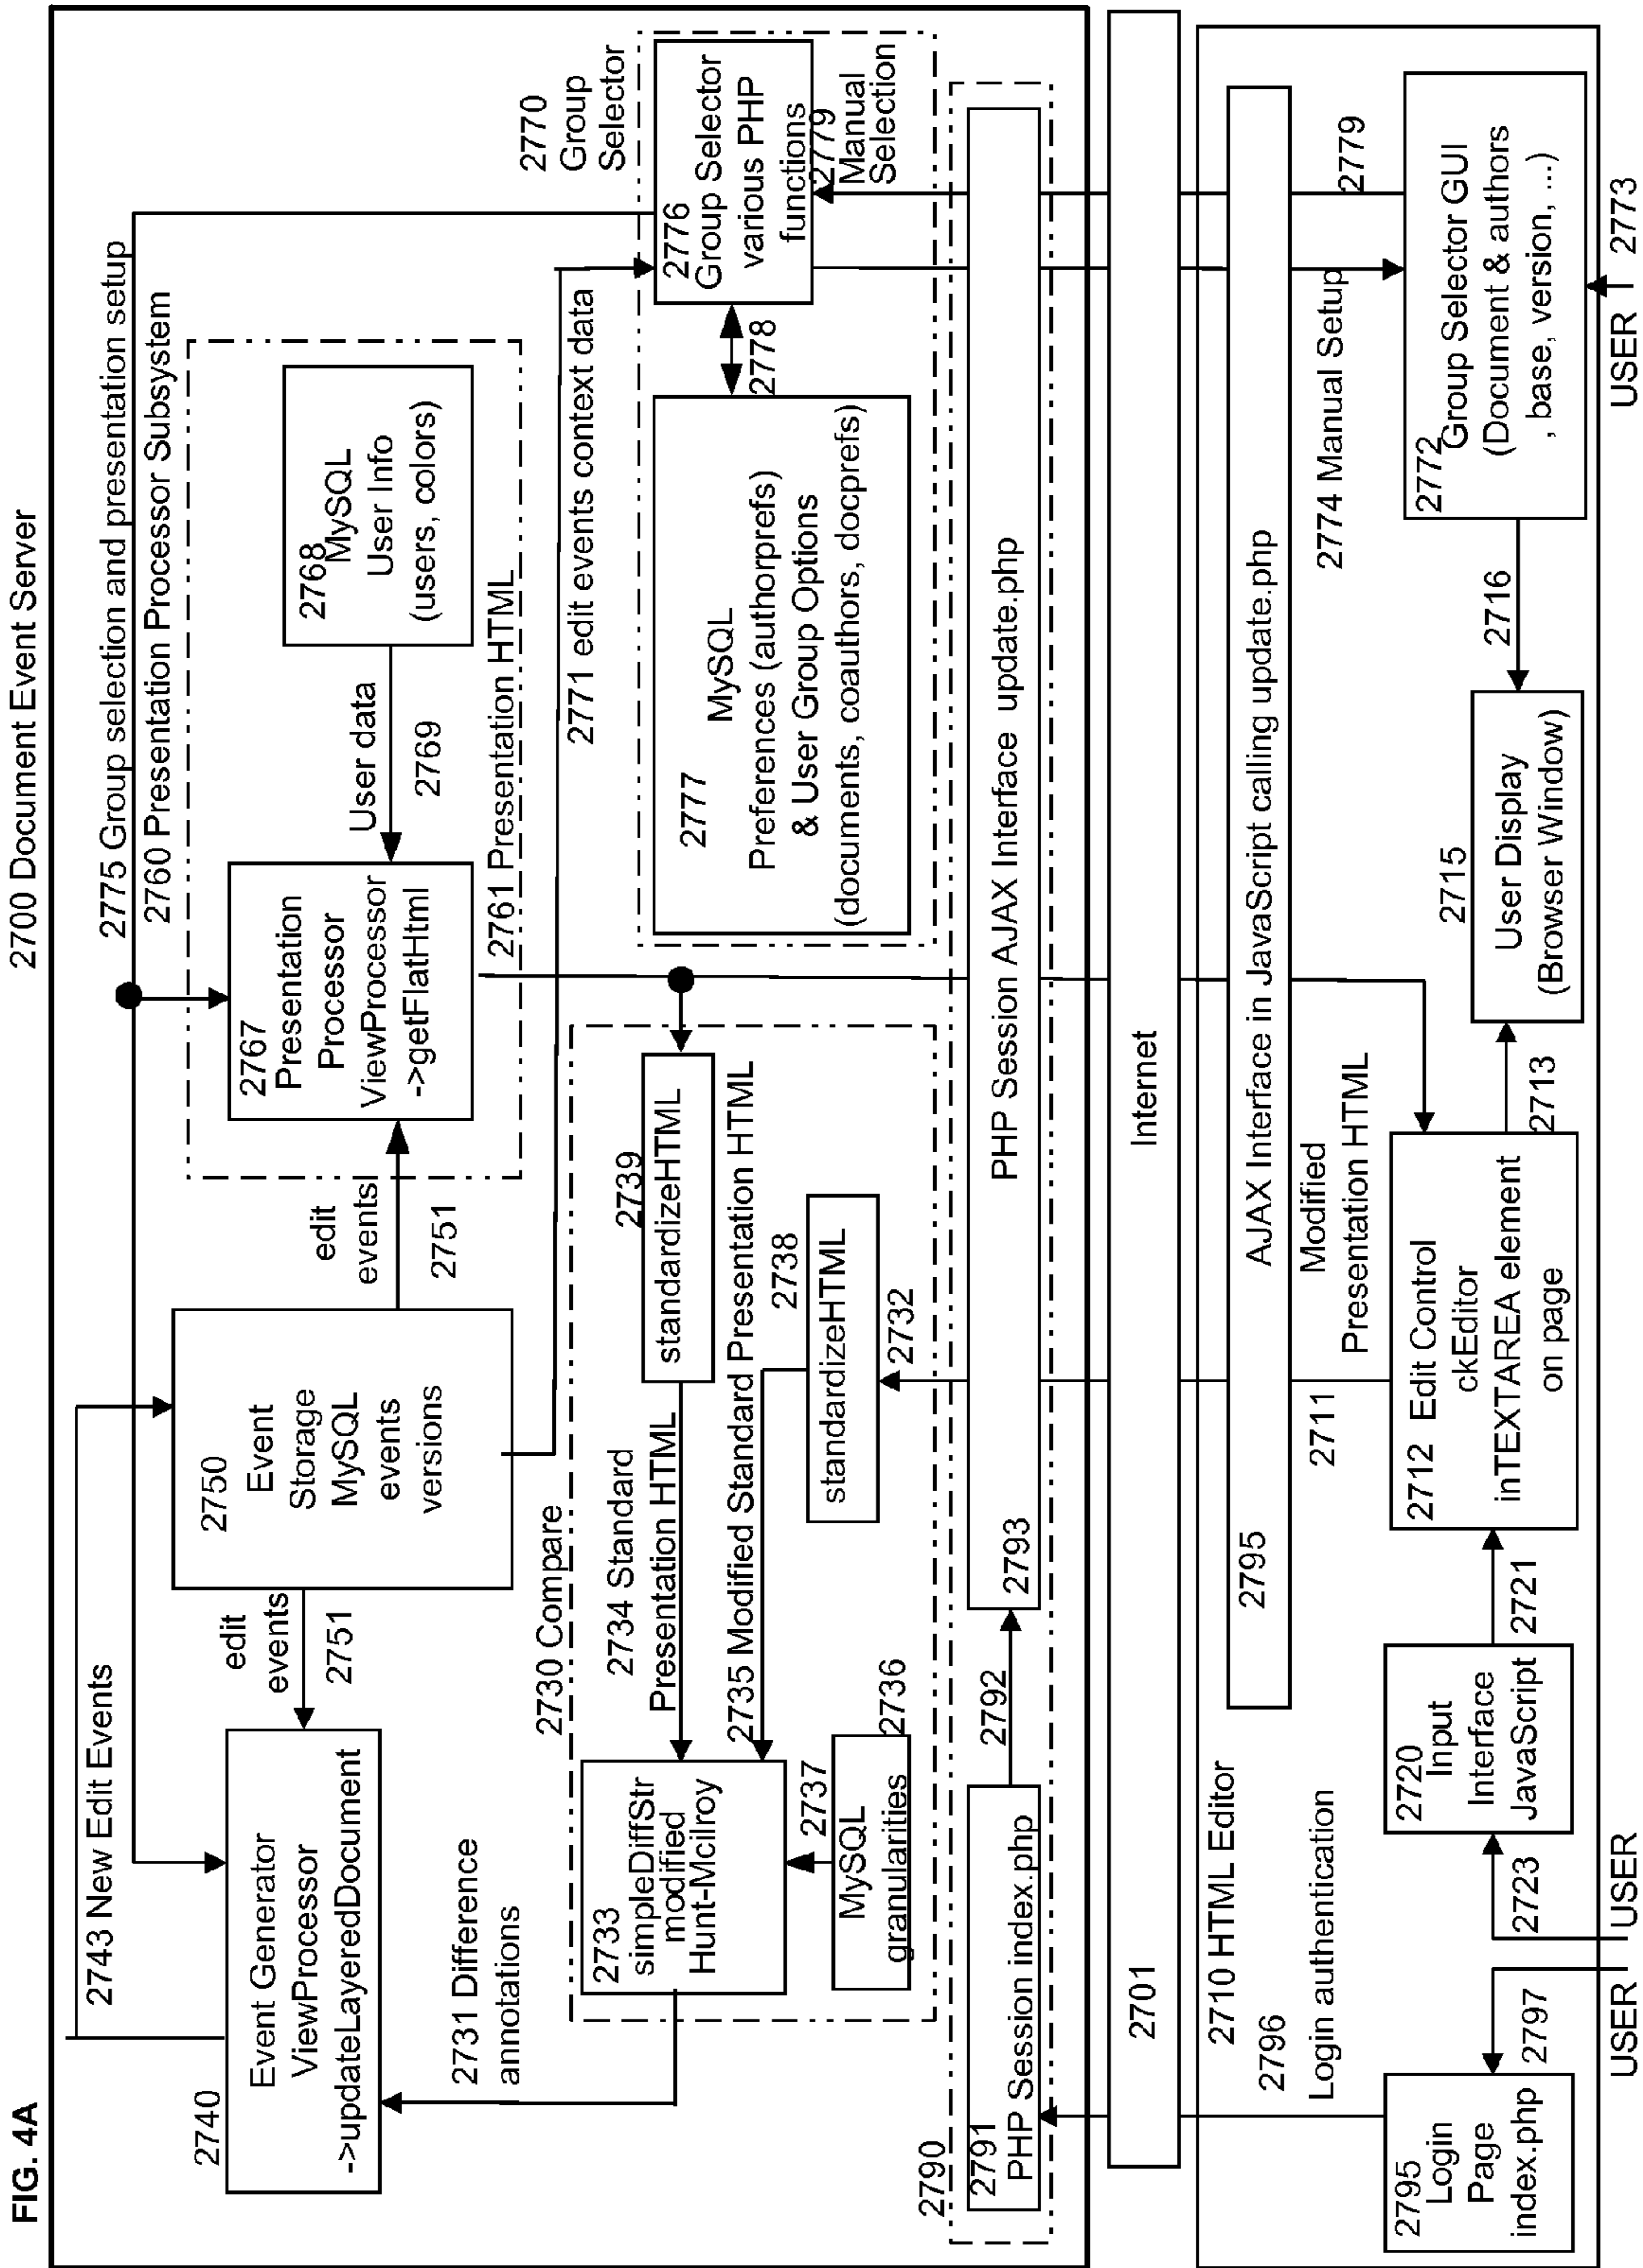 FIG. 4A
2700 Document Event Server
2743 New Edit Events
2775 Group selection and presentation setup
2760 Presentation Processor Subsystem
2740
Event Generator
ViewProcessor
->updateLayeredDocument
edit
events
2751
2750
Event
Storage
MySQL
events
versions
edit
events
2751
2767
Presentation
Processor
ViewProcessor
->getFlatHtml
User data
2769
2768
MySQL
User Info
(users, colors)
2761 Presentation HTML
2771 edit events context data
2770
Group
Selector
2731 Difference
annotations
2730 Compare
2733
simpleDiffStr
modified
Hunt-Mcilroy
2734 Standard
Presentation HTML
2735 Modified Standard Presentation HTML
2737
2736
MySQL
granularities
2739
standardizeHTML
2738
standardizeHTML
2732
2777
MySQL
Preferences (authorprefs)
& User Group Options
(documents, coauthors, docprefs)
2778
2776
Group Selector
various PHP
functions
2779
Manual
Selection
2790
2791
PHP Session index.php
2792
2793
PHP Session AJAX Interface update.php
2701
Internet
2710 HTML Editor
2795
AJAX Interface in JavaScript calling update.php
2796
Login authentication
2711
Modified
Presentation HTML
2774 Manual Setup
2779
2795
Login
Page
index.php
2797
USER
2720
Input
Interface
JavaScript
2723
USER
2721
2712 Edit Control
ckEditor
inTEXTAREA element
on page
2713
2715
User Display
(Browser Window)
2716
2772
Group Selector GUI
(Document & authors
, base, version, ...)
USER
2773